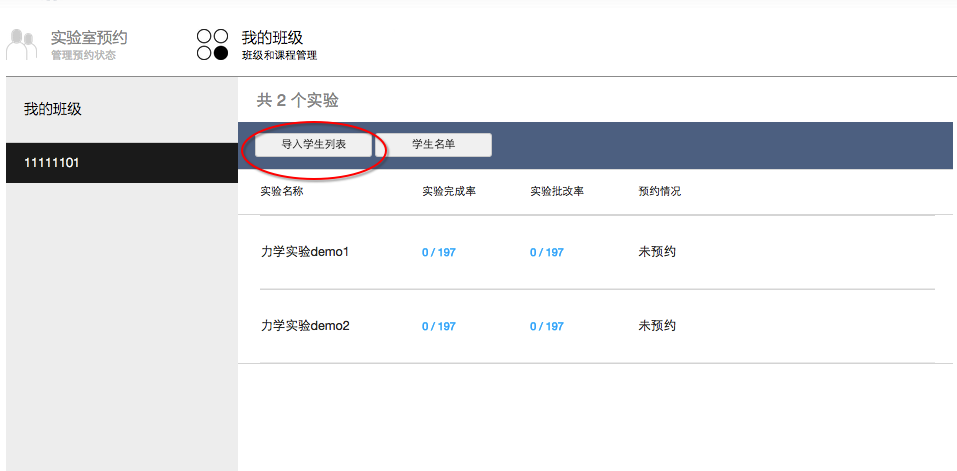 实验室预约
管理预约状态
我的班级
班级和课程管理
我的班级
11111101
共 2 个实验
导入学生列表 学生名单
实验名称 实验完成率 实验批改率 预约情况
力学实验demo1 0 / 197 0 / 197 未预约
力学实验demo2 0 / 197 0 / 197 未预约